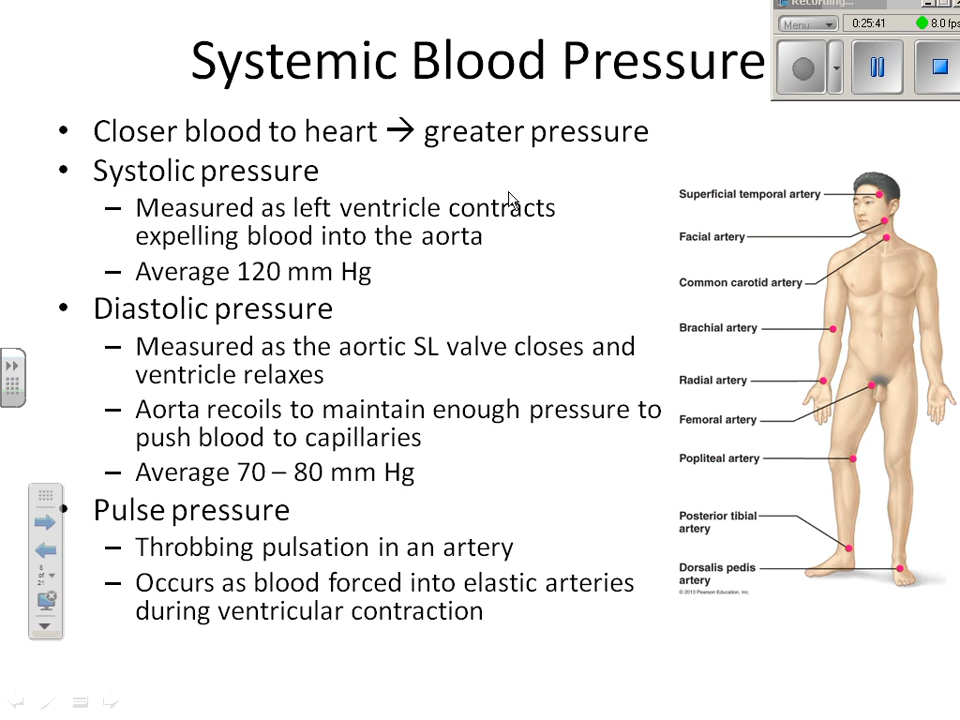 Recording...
Menu
0:25:41
8.0 fps
Systemic Blood Pressure
• Closer blood to heart → greater pressure
• Systolic pressure
– Measured as left ventricle contracts
expelling blood into the aorta
– Average 120 mm Hg
• Diastolic pressure
– Measured as the aortic SL valve closes and
ventricle relaxes
– Aorta recoils to maintain enough pressure to
push blood to capillaries
– Average 70 – 80 mm Hg
• Pulse pressure
– Throbbing pulsation in an artery
– Occurs as blood forced into elastic arteries
during ventricular contraction
Superficial temporal artery
Facial artery
Common carotid artery
Brachial artery
Radial artery
Femoral artery
Popliteal artery
Posterior tibial
artery
Dorsalis pedis
artery
© 2013 Pearson Education, Inc.
8
of
21